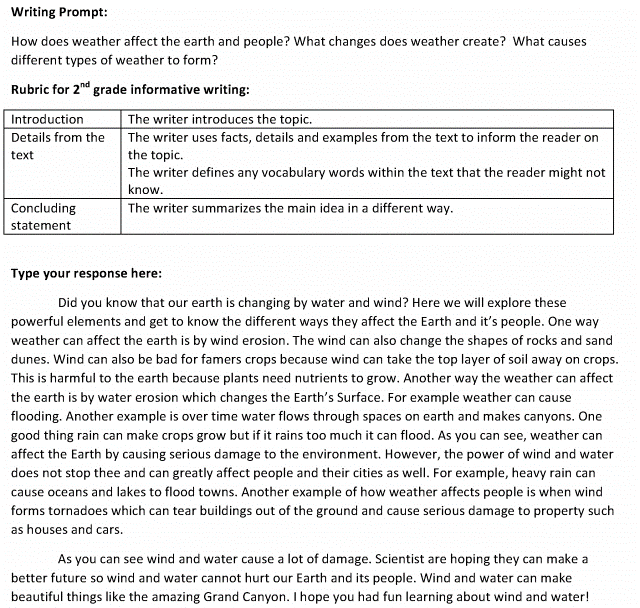 Writing Prompt:
How does weather affect the earth and people? What changes does weather create?  What causes
different types of weather to form?
Rubric for 2nd grade informative writing:
Introduction The writer introduces the topic.
Details from the The writer uses facts, details and examples from the text to inform the reader on
text the topic.
The writer defines any vocabulary words within the text that the reader might not
know.
Concluding The writer summarizes the main idea in a different way.
statement
Type your response here:
Did you know that our earth is changing by water and wind? Here we will explore these
powerful elements and get to know the different ways they affect the Earth and it's people. One way
weather can affect the earth is by wind erosion. The wind can also change the shapes of rocks and sand
dunes. Wind can also be bad for famers crops because wind can take the top layer of soil away on crops.
This is harmful to the earth because plants need nutrients to grow. Another way the weather can affect
the earth is by water erosion which changes the Earth's Surface. For example weather can cause
flooding. Another example is over time water flows through spaces on earth and makes canyons. One
good thing rain can make crops grow but if it rains too much it can flood. As you can see, weather can
affect the Earth by causing serious damage to the environment. However, the power of wind and water
does not stop thee and can greatly affect people and their cities as well. For example, heavy rain can
cause oceans and lakes to flood towns. Another example of how weather affects people is when wind
forms tornadoes which can tear buildings out of the ground and cause serious damage to property such
as houses and cars.
As you can see wind and water cause a lot of damage. Scientist are hoping they can make a
better future so wind and water cannot hurt our Earth and its people. Wind and water can make
beautiful things like the amazing Grand Canyon. I hope you had fun learning about wind and water!